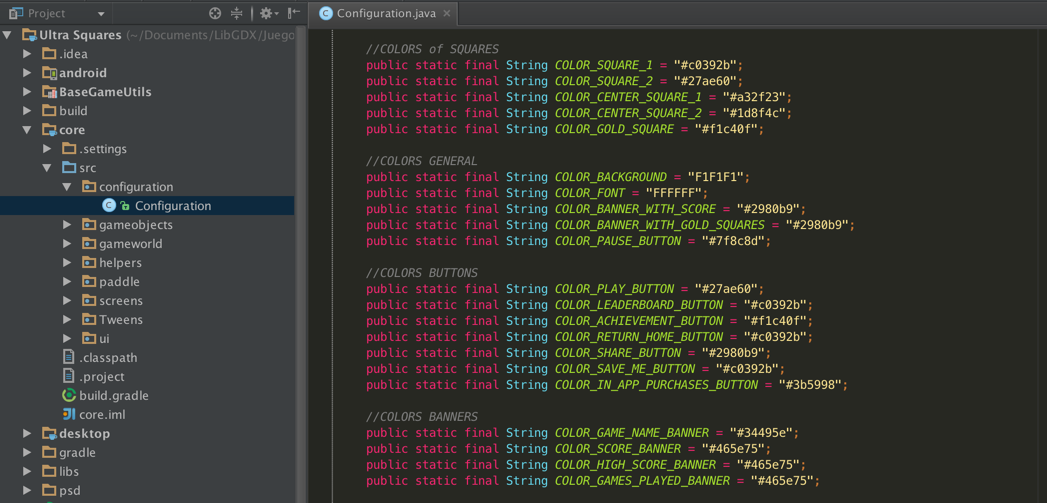 Project
Ultra Squares (~/Documents/LibGDX/Juego
.idea
android
BaseGameUtils
build
core
.settings
src
configuration
Configuration
gameobjects
gameworld
helpers
paddle
screens
Tweens
ui
.classpath
.project
build.gradle
core.iml
desktop
gradle
libs
psd
Configuration.java
//COLORS of SQUARES
public static final String COLOR_SQUARE_1 = "#c0392b";
public static final String COLOR_SQUARE_2 = "#27ae60";
public static final String COLOR_CENTER_SQUARE_1 = "#a32f23";
public static final String COLOR_CENTER_SQUARE_2 = "#1d8f4c";
public static final String COLOR_GOLD_SQUARE = "#f1c40f";
//COLORS GENERAL
public static final String COLOR_BACKGROUND = "F1F1F1";
public static final String COLOR_FONT = "FFFFFF";
public static final String COLOR_BANNER_WITH_SCORE = "#2980b9";
public static final String COLOR_BANNER_WITH_GOLD_SQUARES = "#2980b9";
public static final String COLOR_PAUSE_BUTTON = "#7f8c8d";
//COLORS BUTTONS
public static final String COLOR_PLAY_BUTTON = "#27ae60";
public static final String COLOR_LEADERBOARD_BUTTON = "#c0392b";
public static final String COLOR_ACHIEVEMENT_BUTTON = "#f1c40f";
public static final String COLOR_RETURN_HOME_BUTTON = "#c0392b";
public static final String COLOR_SHARE_BUTTON = "#2980b9";
public static final String COLOR_SAVE_ME_BUTTON = "#c0392b";
public static final String COLOR_IN_APP_PURCHASES_BUTTON = "#3b5998";
//COLORS BANNERS
public static final String COLOR_GAME_NAME_BANNER = "#34495e";
public static final String COLOR_SCORE_BANNER = "#465e75";
public static final String COLOR_HIGH_SCORE_BANNER = "#465e75";
public static final String COLOR_GAMES_PLAYED_BANNER = "#465e75";